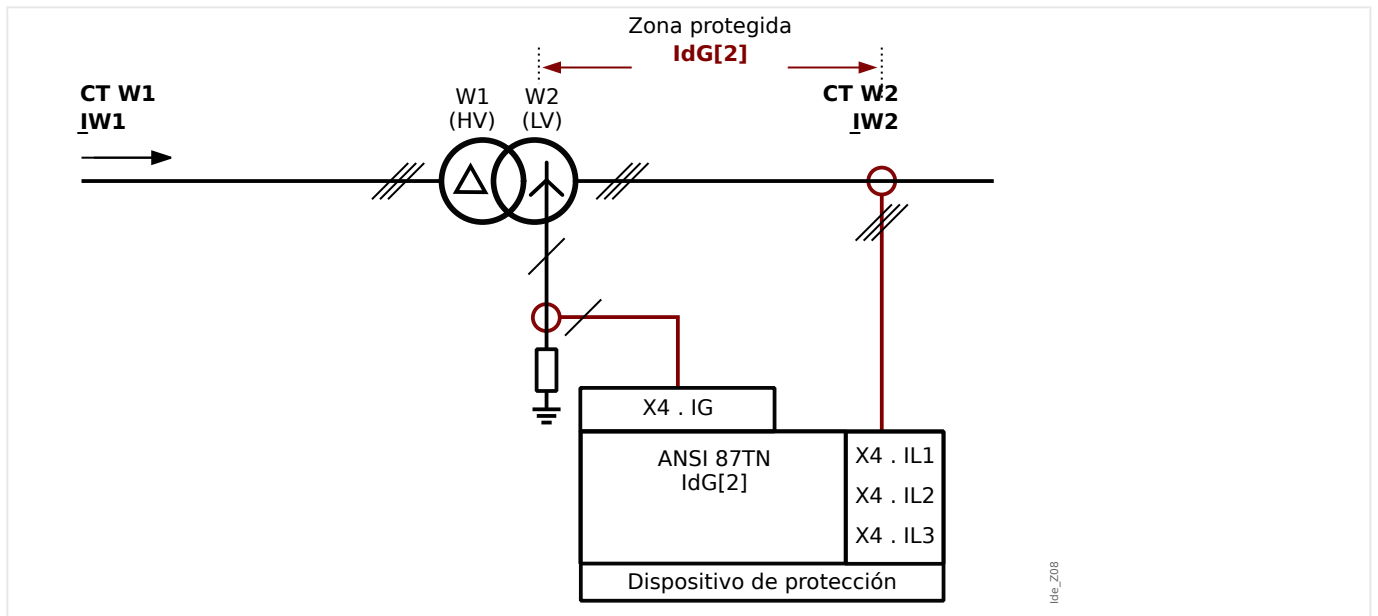 Zona protegida
IdG[2]
CT W1
IW1
W1
(HV)
W2
(LV)
CT W2
IW2
X4 . IG
ANSI 87TN
IdG[2]
X4 . IL1
X4 . IL2
X4 . IL3
Dispositivo de protección
Ide_Z08